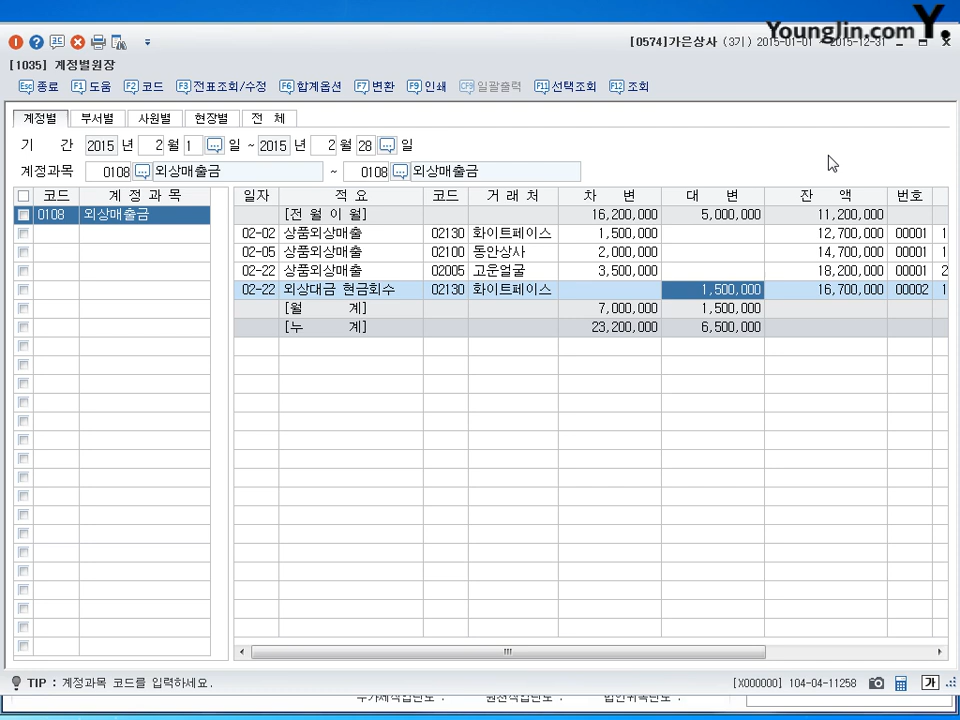 YoungJin.com Y.
[0574]가은상사 (3기) 2015-01-01 ~ 2015-12-31
[1035] 계정별원장
Esc 종료 F1 도움 F2 코드 F3 전표조회/수정 F6 합계옵션 F7 변환 F9 인쇄 CF9 일괄출력 F11 선택조회 F12 조회
계정별 부서별 사원별 현장별 전 체
기 간 2015 년 2 월 1 일 ~ 2015 년 2 월 28 일
계정과목 0108 외상매출금 ~ 0108 외상매출금
코드 계 정 과 목 일자 적 요 코드 거 래 처 차 변 대 변 잔 액 번호
0108 외상매출금 [전 월 이 월] 16,200,000 5,000,000 11,200,000
02-02 상품외상매출 02130 화이트페이스 1,500,000 12,700,000 00001 1
02-05 상품외상매출 02100 동안상사 2,000,000 14,700,000 00001 1
02-22 상품외상매출 02005 고운얼굴 3,500,000 18,200,000 00001 2
02-22 외상대금 현금회수 02130 화이트페이스 1,500,000 16,700,000 00002 1
[월 계] 7,000,000 1,500,000
[누 계] 23,200,000 6,500,000
TIP : 계정과목 코드를 입력하세요. [X000000] 104-04-11258 가